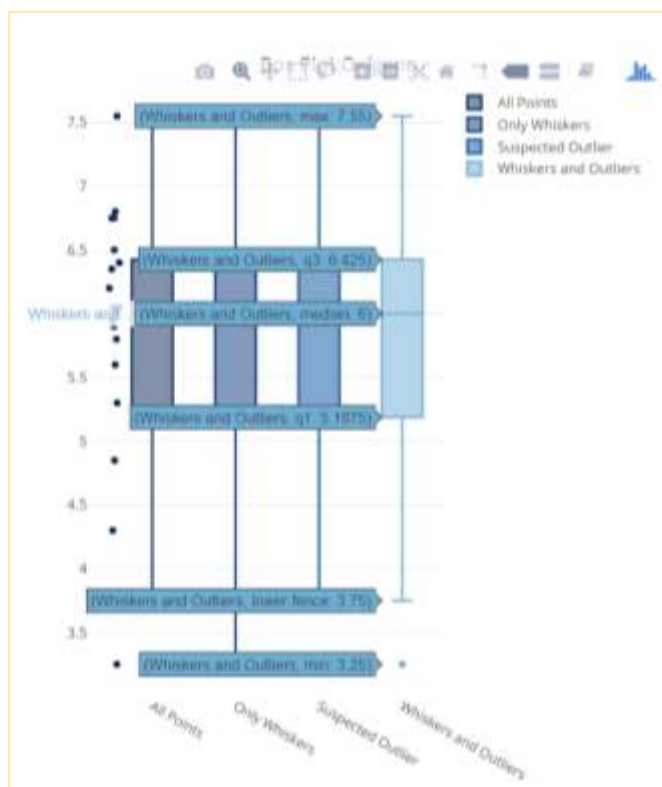 All Points
Only Whiskers
Suspected Outlier
Whiskers and Outliers
7.5
(Whiskers and Outliers, max: 7.55)
7
6.5
(Whiskers and Outliers, q3: 6.425)
Whiskers and
(Whiskers and Outliers, median: 6)
5.5
(Whiskers and Outliers, q1: 5.1875)
5
4.5
4
(Whiskers and Outliers, lower fence: 3.75)
3.5
(Whiskers and Outliers, min: 3.25)
All Points
Only Whiskers
Suspected Outlier
Whiskers and Outliers